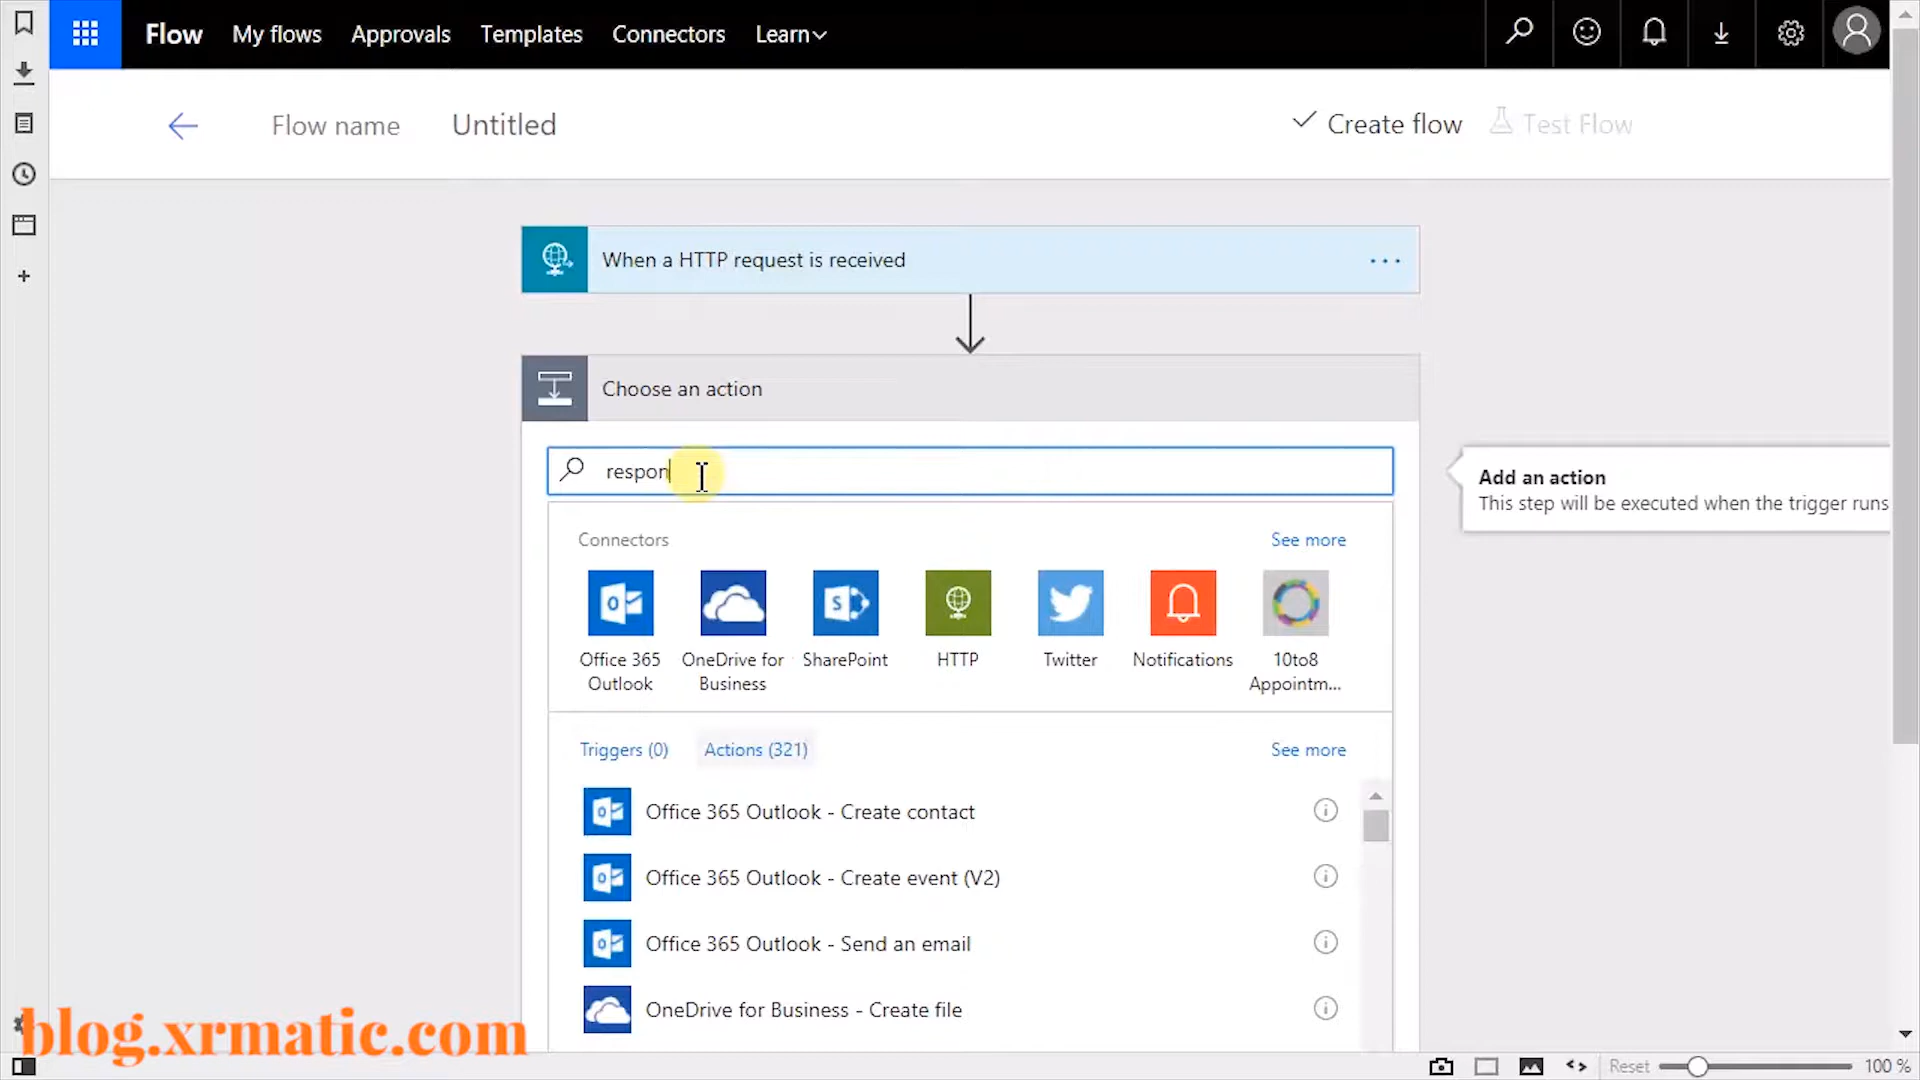 Flow My flows Approvals Templates Connectors Learn
Flow name Untitled Create flow Test Flow
When a HTTP request is received
Choose an action
respon
Add an action
This step will be executed when the trigger runs
Connectors See more
Office 365 Outlook
OneDrive for Business
SharePoint
HTTP
Twitter
Notifications
10to8 Appointm...
Triggers (0) Actions (321) See more
Office 365 Outlook - Create contact
Office 365 Outlook - Create event (V2)
Office 365 Outlook - Send an email
OneDrive for Business - Create file
blog.xrmatic.com
Reset 100 %